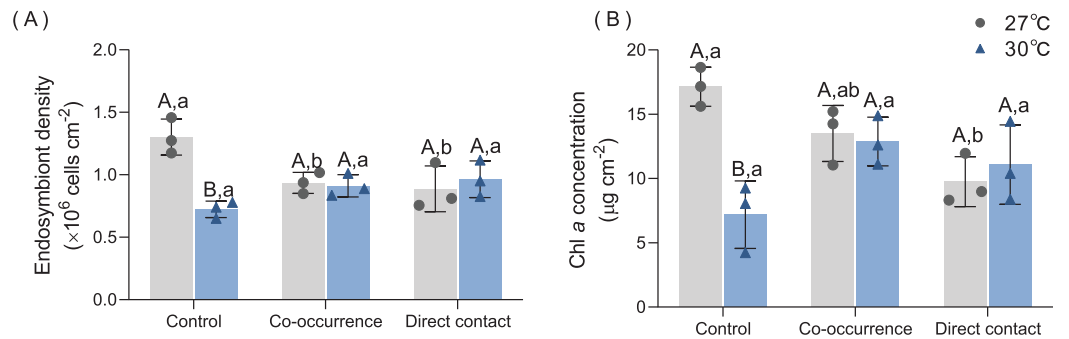 ( A )
Endosymbiont density
(×10⁶ cells cm⁻²)
2.0
1.5
1.0
0.5
0.0
A,a
B,a
A,b
A,a
A,b
A,a
Control
Co-occurrence
Direct contact
( B )
27°C
30°C
Chl a concentration
(µg cm⁻²)
20
15
10
5
0
A,a
B,a
A,ab
A,a
A,b
A,a
Control
Co-occurrence
Direct contact